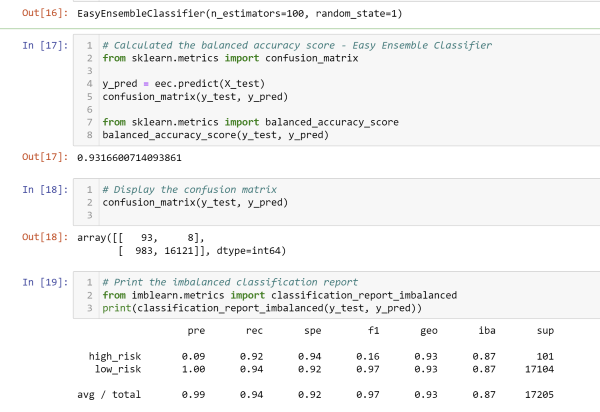 Out[16]: EasyEnsembleClassifier(n_estimators=100, random_state=1)
In [17]: 1 # Calculated the balanced accuracy score - Easy Ensemble Classifier
2 from sklearn.metrics import confusion_matrix
3
4 y_pred = eec.predict(X_test)
5 confusion_matrix(y_test, y_pred)
6
7 from sklearn.metrics import balanced_accuracy_score
8 balanced_accuracy_score(y_test, y_pred)
Out[17]: 0.9316600714093861
In [18]: 1 # Display the confusion matrix
2 confusion_matrix(y_test, y_pred)
3
Out[18]: array([[   93,     8],
[  983, 16121]], dtype=int64)
In [19]: 1 # Print the imbalanced classification report
2 from imblearn.metrics import classification_report_imbalanced
3 print(classification_report_imbalanced(y_test, y_pred))
pre rec spe f1 geo iba sup
high_risk 0.09 0.92 0.94 0.16 0.93 0.87 101
low_risk 1.00 0.94 0.92 0.97 0.93 0.87 17104
avg / total 0.99 0.94 0.92 0.97 0.93 0.87 17205